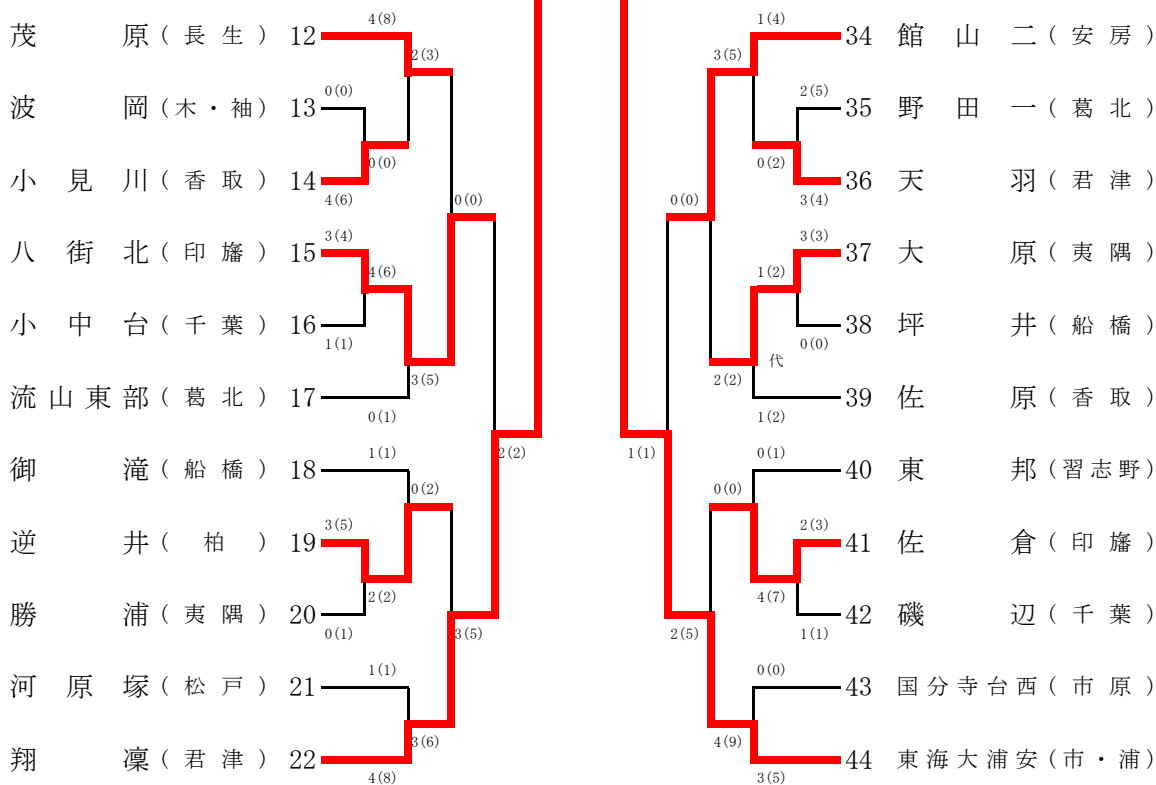 4(8) 1(4)
茂原(長生) 12 34 館山二(安房)
2(3) 3(5)
0(0) 2(5)
波岡(木・袖) 13 35 野田一(葛北)
0(0) 0(2)
小見川(香取) 14 36 天羽(君津)
4(6) 0(0) 0(0) 3(4)
3(4) 3(3)
八街北(印旛) 15 37 大原(夷隅)
4(6) 1(2)
小中台(千葉) 16 38 坪井(船橋)
1(1) 0(0)
代
3(5) 2(2)
流山東部(葛北) 17 39 佐原(香取)
0(1) 1(2)
1(1) 2(2) 1(1) 0(1)
御滝(船橋) 18 40 東邦(習志野)
0(2) 0(0)
3(5) 2(3)
逆井(柏) 19 41 佐倉(印旛)
2(2) 4(7)
勝浦(夷隅) 20 42 磯辺(千葉)
0(1) 3(5) 2(5) 1(1)
1(1) 0(0)
河原塚(松戸) 21 43 国分寺台西(市原)
3(6) 4(9)
翔凜(君津) 22 44 東海大浦安(市・浦)
4(8) 3(5)